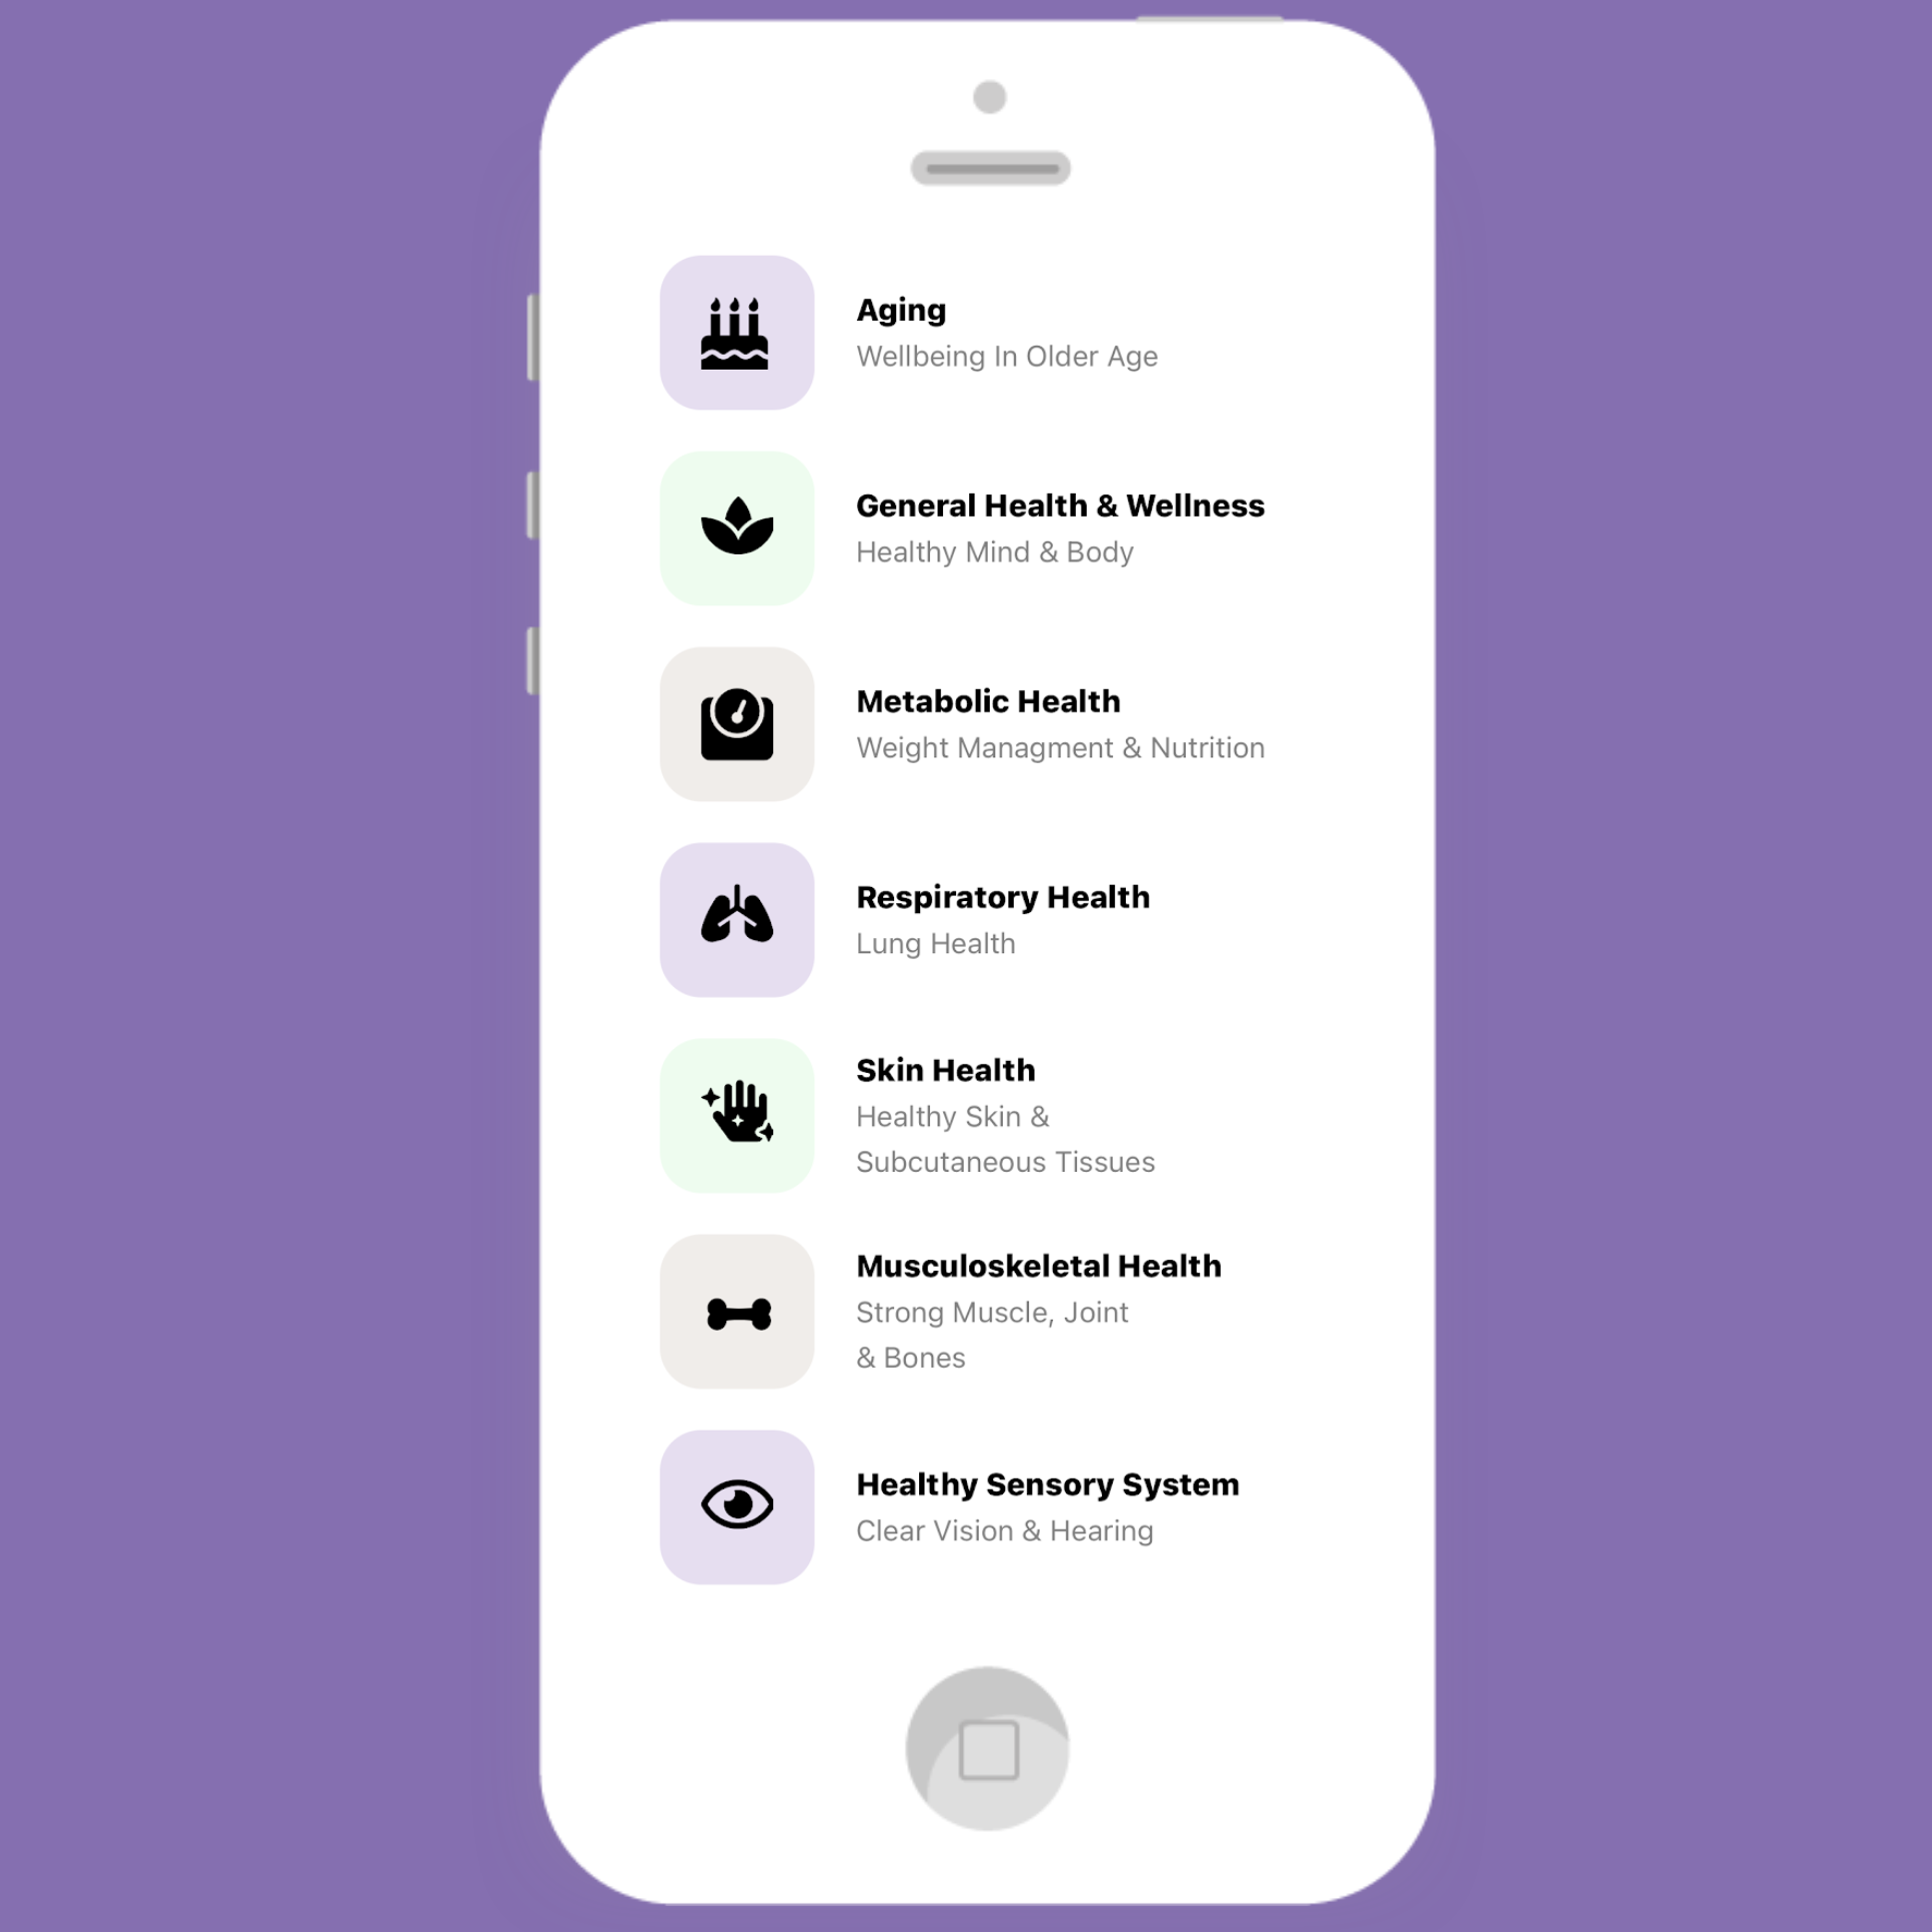 Aging
Wellbeing In Older Age
General Health & Wellness
Healthy Mind & Body
Metabolic Health
Weight Managment & Nutrition
Respiratory Health
Lung Health
Skin Health
Healthy Skin &
Subcutaneous Tissues
Musculoskeletal Health
Strong Muscle, Joint
& Bones
Healthy Sensory System
Clear Vision & Hearing